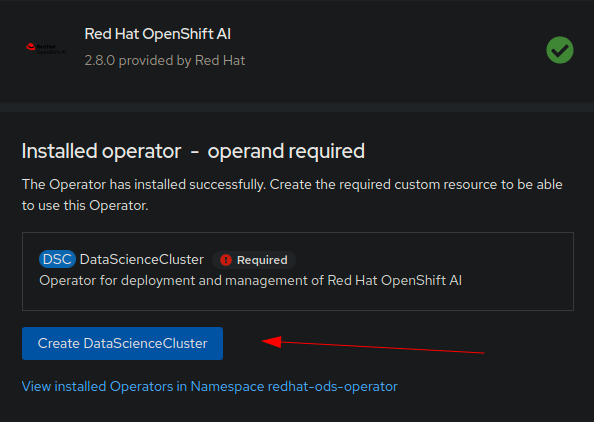 Red Hat OpenShift AI
2.8.0 provided by Red Hat
Installed operator - operand required
The Operator has installed successfully. Create the required custom resource to be able
to use this Operator.
DSC DataScienceCluster Required
Operator for deployment and management of Red Hat OpenShift AI
Create DataScienceCluster
View installed Operators in Namespace redhat-ods-operator